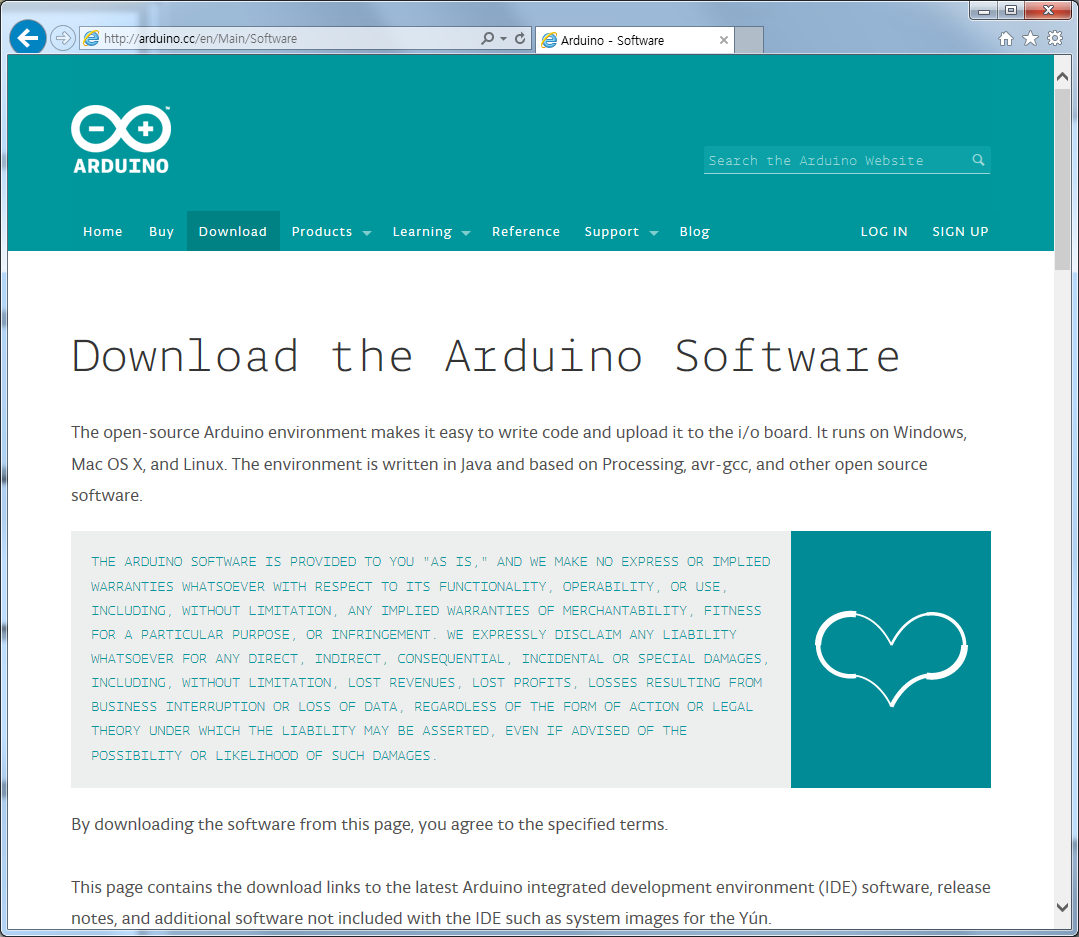 http://arduino.cc/en/Main/Software
Arduino - Software
ARDUINO
™
Search the Arduino Website
Home Buy Download Products Learning Reference Support Blog LOG IN SIGN UP
Download the Arduino Software
The open-source Arduino environment makes it easy to write code and upload it to the i/o board. It runs on Windows,
Mac OS X, and Linux. The environment is written in Java and based on Processing, avr-gcc, and other open source
software.
THE ARDUINO SOFTWARE IS PROVIDED TO YOU "AS IS," AND WE MAKE NO EXPRESS OR IMPLIED
WARRANTIES WHATSOEVER WITH RESPECT TO ITS FUNCTIONALITY, OPERABILITY, OR USE,
INCLUDING, WITHOUT LIMITATION, ANY IMPLIED WARRANTIES OF MERCHANTABILITY, FITNESS
FOR A PARTICULAR PURPOSE, OR INFRINGEMENT. WE EXPRESSLY DISCLAIM ANY LIABILITY
WHATSOEVER FOR ANY DIRECT, INDIRECT, CONSEQUENTIAL, INCIDENTAL OR SPECIAL DAMAGES,
INCLUDING, WITHOUT LIMITATION, LOST REVENUES, LOST PROFITS, LOSSES RESULTING FROM
BUSINESS INTERRUPTION OR LOSS OF DATA, REGARDLESS OF THE FORM OF ACTION OR LEGAL
THEORY UNDER WHICH THE LIABILITY MAY BE ASSERTED, EVEN IF ADVISED OF THE
POSSIBILITY OR LIKELIHOOD OF SUCH DAMAGES.
By downloading the software from this page, you agree to the specified terms.
This page contains the download links to the latest Arduino integrated development environment (IDE) software, release
notes, and additional software not included with the IDE such as system images for the Yún.